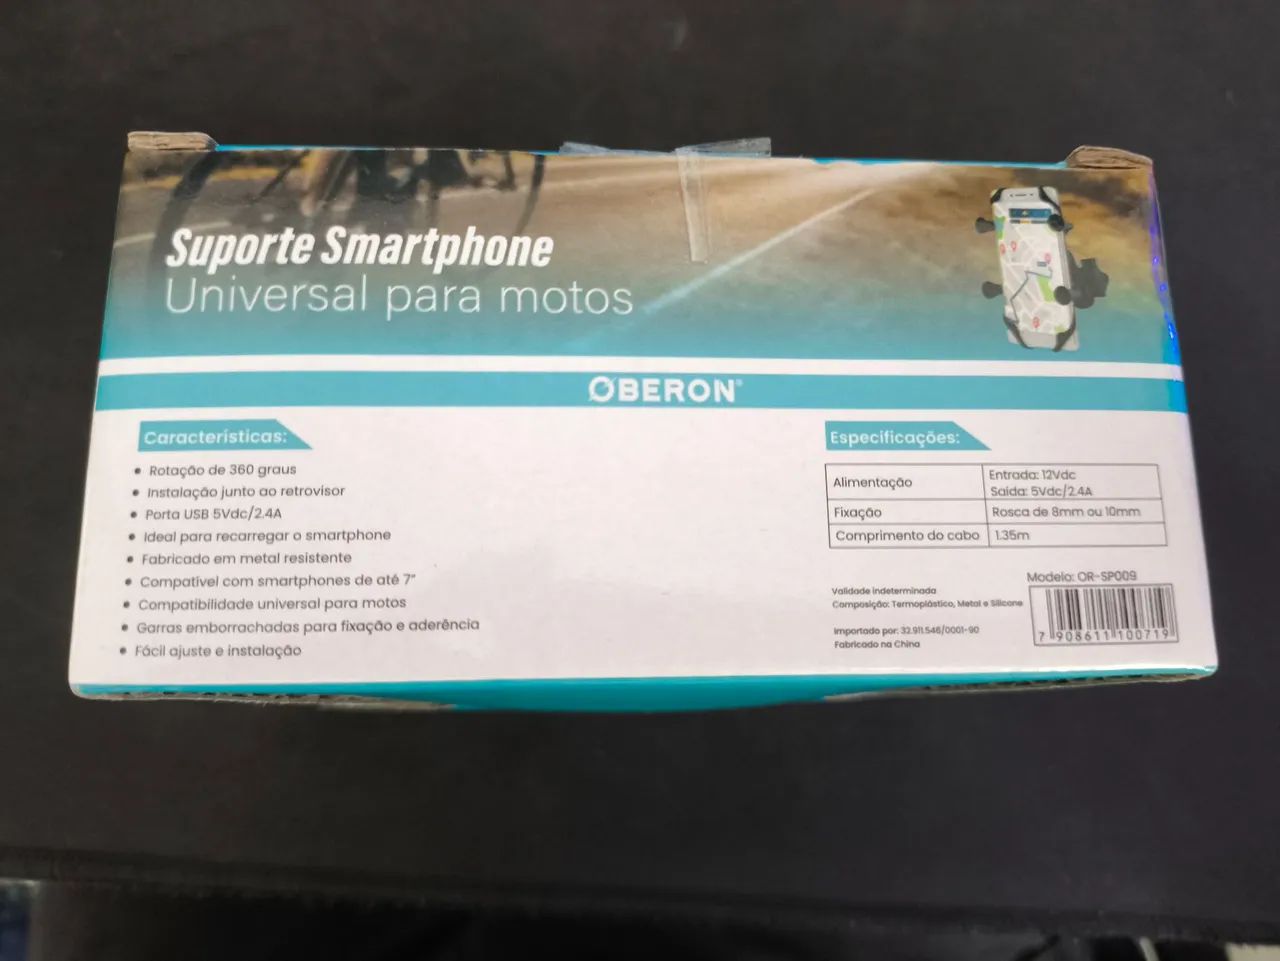 Suporte Smartphone
Universal para motos
OBERON®
Características:
• Rotação de 360 graus
• Instalação junto ao retrovisor
• Porta USB 5Vdc/2.4A
• Ideal para recarregar o smartphone
• Fabricado em metal resistente
• Compatível com smartphones de até 7"
• Compatibilidade universal para motos
• Garras emborrachadas para fixação e aderência
• Fácil ajuste e instalação
Especificações:
Alimentação
Entrada: 12Vdc
Saída: 5Vdc/2.4A
Fixação
Rosca de 8mm ou 10mm
Comprimento do cabo
1.35m
Validade indeterminada
Composição: Termoplástico, Metal e Silicone
Importado por: 32.911.546/0001-90
Fabricado na China
Modelo: OR-SP009
7 908611 100719